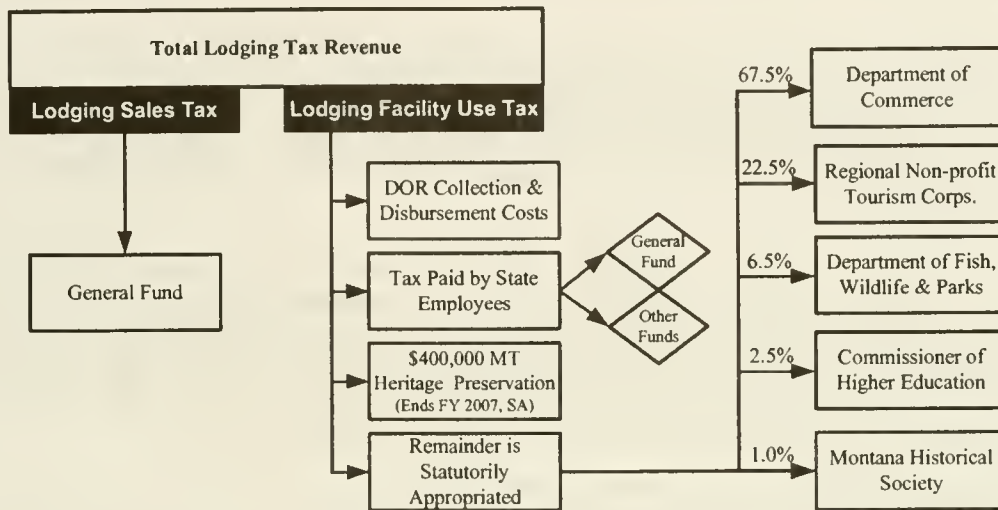 Total Lodging Tax Revenue
Lodging Sales Tax
Lodging Facility Use Tax
General Fund
DOR Collection &
Disbursement Costs
Tax Paid by State
Employees
General
Fund
Other
Funds
$400,000 MT
Heritage Preservation
(Ends FY 2007, SA)
Remainder is
Statutorily
Appropriated
67.5%
Department of
Commerce
22.5%
Regional Non-profit
Tourism Corps.
6.5%
Department of Fish,
Wildlife & Parks
2.5%
Commissioner of
Higher Education
1.0%
Montana Historical
Society